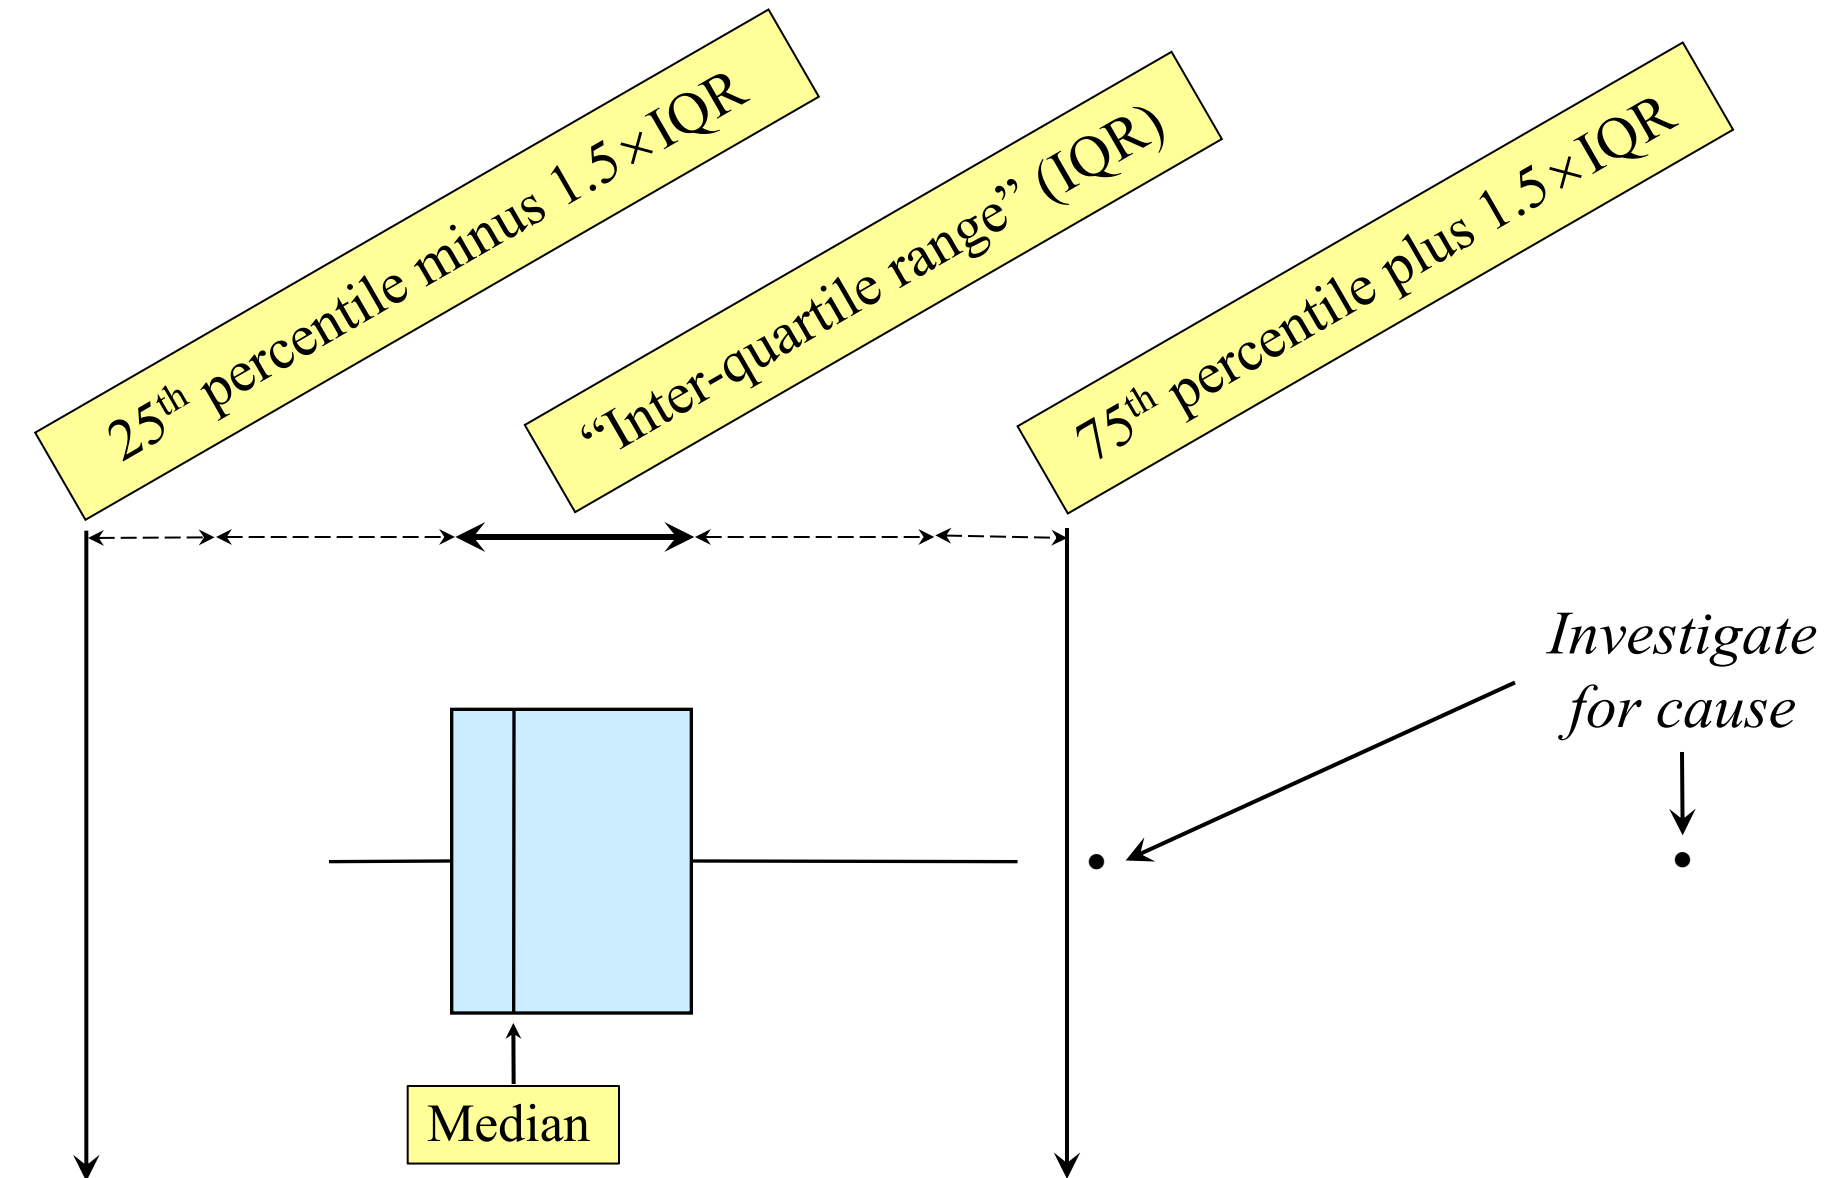 25th percentile minus 1.5×IQR
“Inter-quartile range” (IQR)
75th percentile plus 1.5×IQR
Investigate
for cause
Median